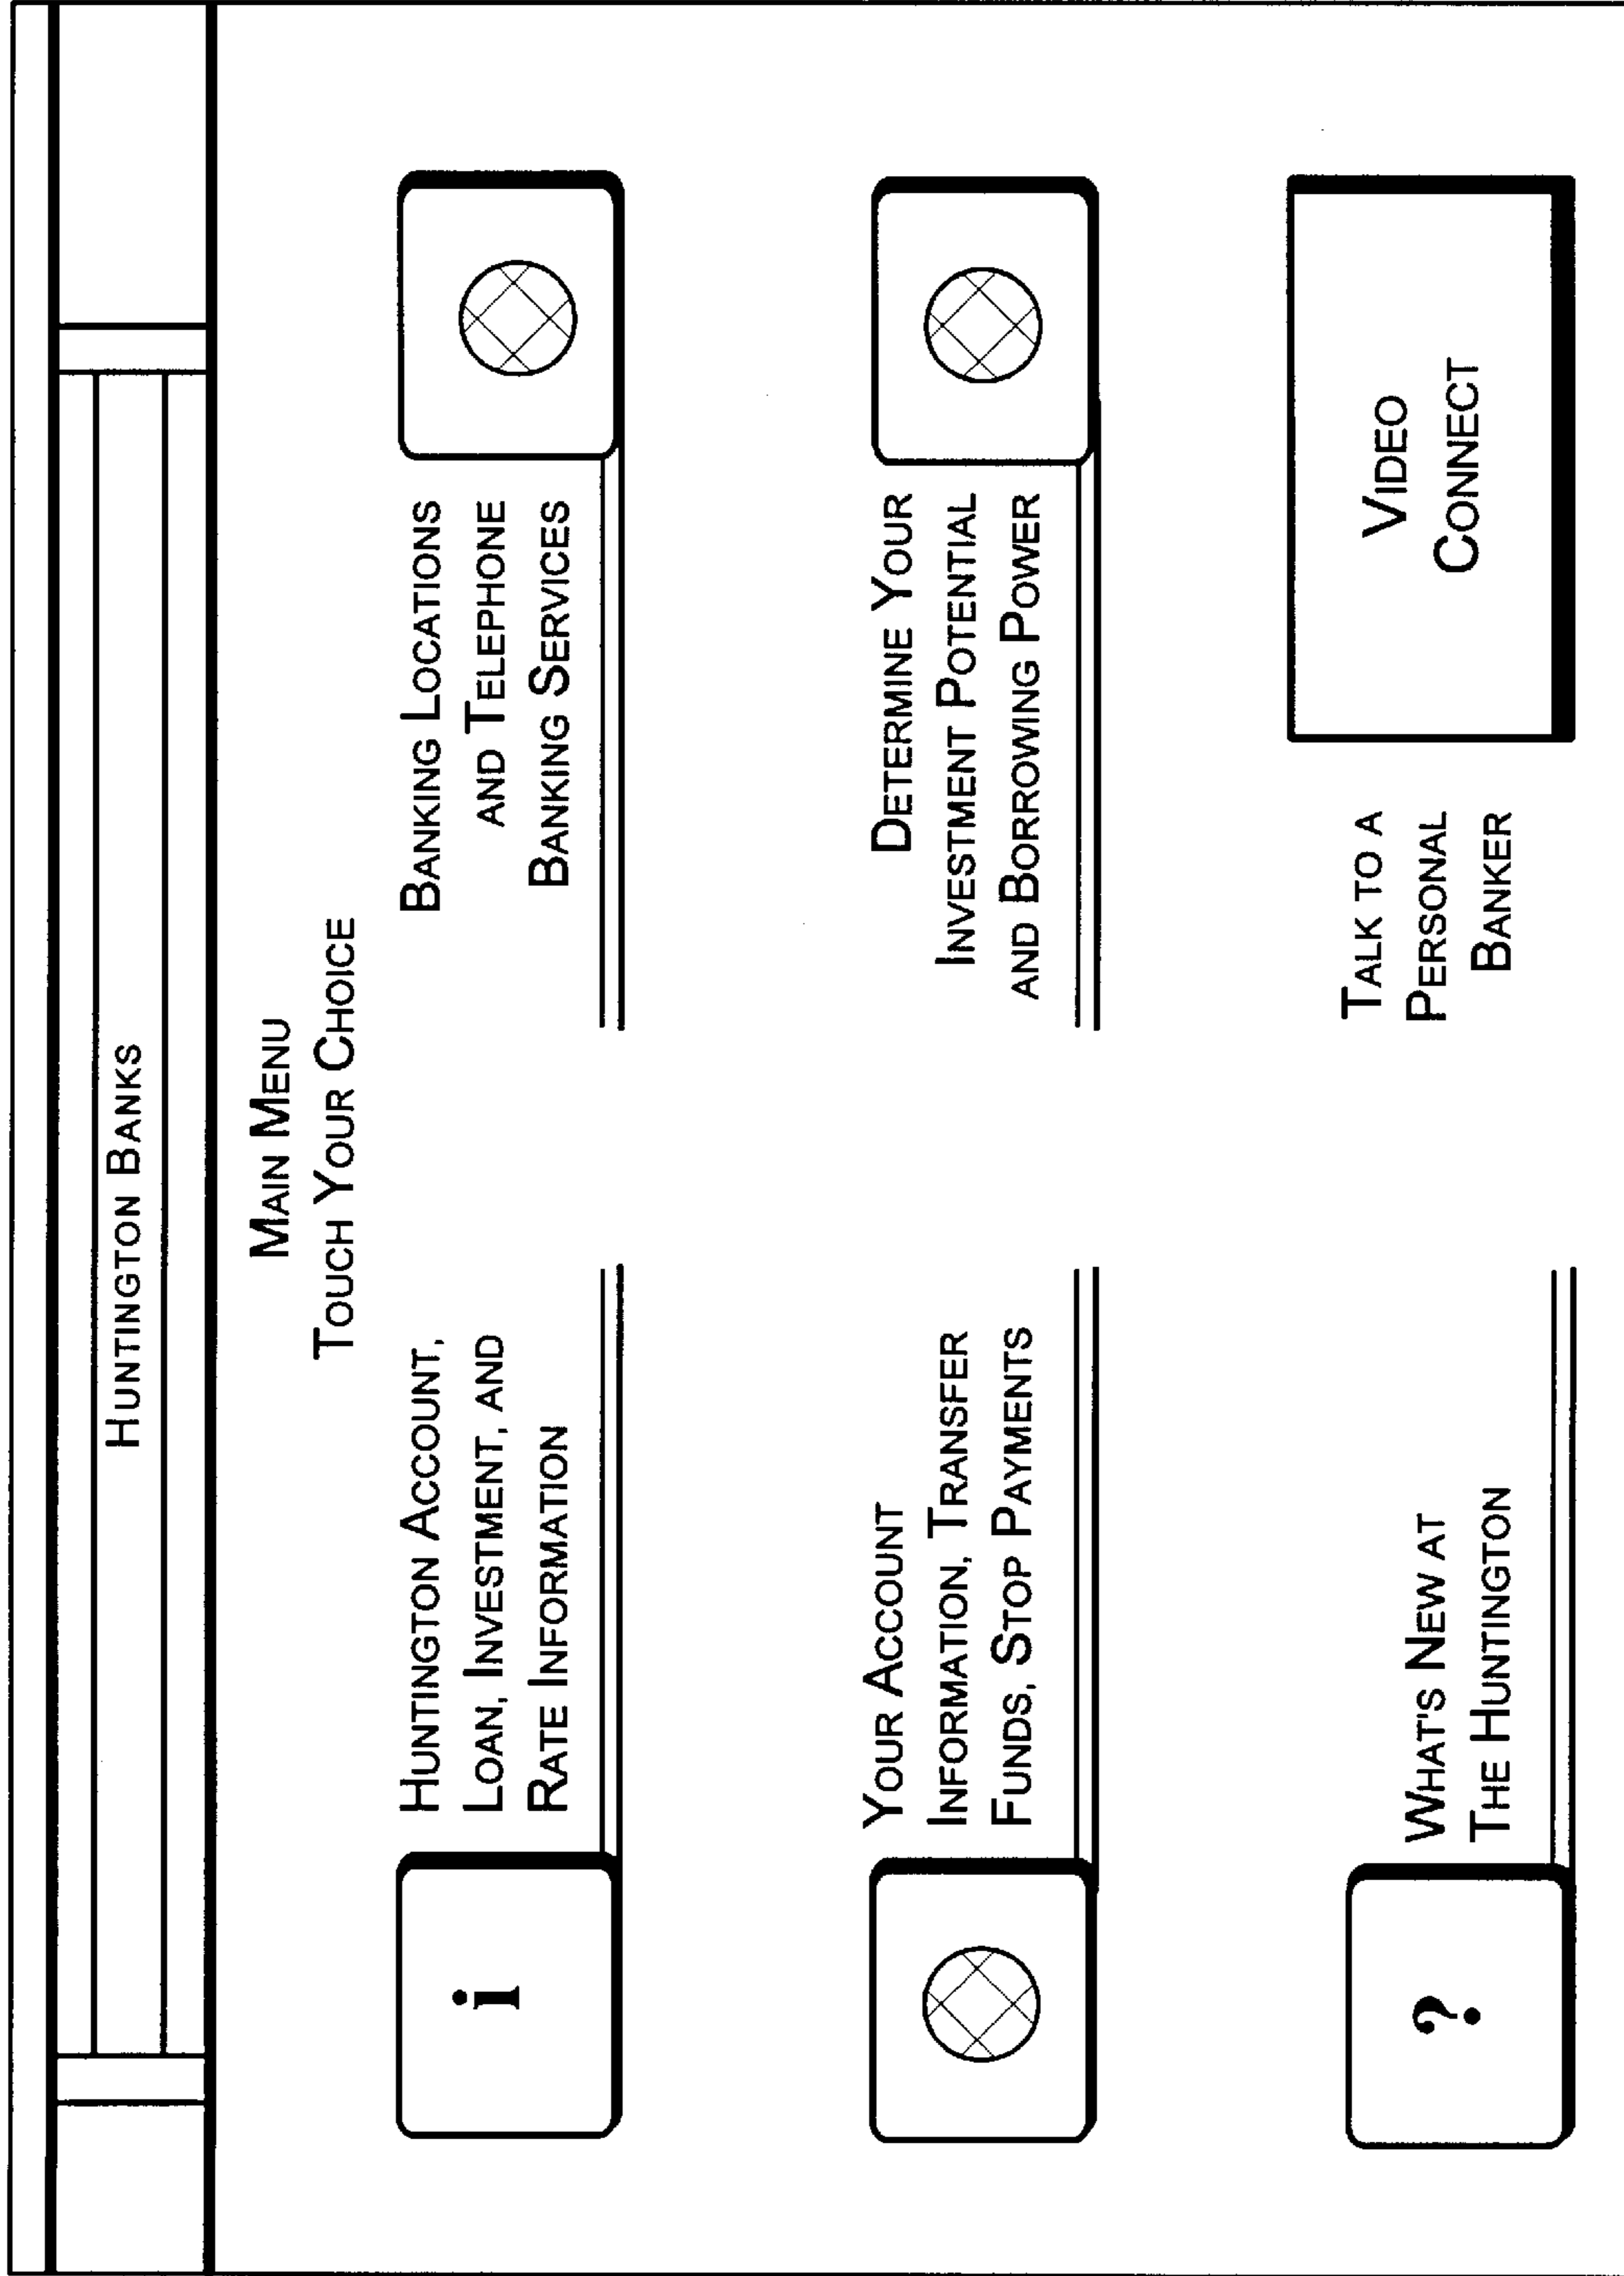 HUNTINGTON BANKS
MAIN MENU
TOUCH YOUR CHOICE
i
HUNTINGTON ACCOUNT,
LOAN, INVESTMENT, AND
RATE INFORMATION
BANKING LOCATIONS
AND TELEPHONE
BANKING SERVICES
YOUR ACCOUNT
INFORMATION, TRANSFER
FUNDS, STOP PAYMENTS
DETERMINE YOUR
INVESTMENT POTENTIAL
AND BORROWING POWER
?
WHAT'S NEW AT
THE HUNTINGTON
TALK TO A
PERSONAL
BANKER
VIDEO
CONNECT